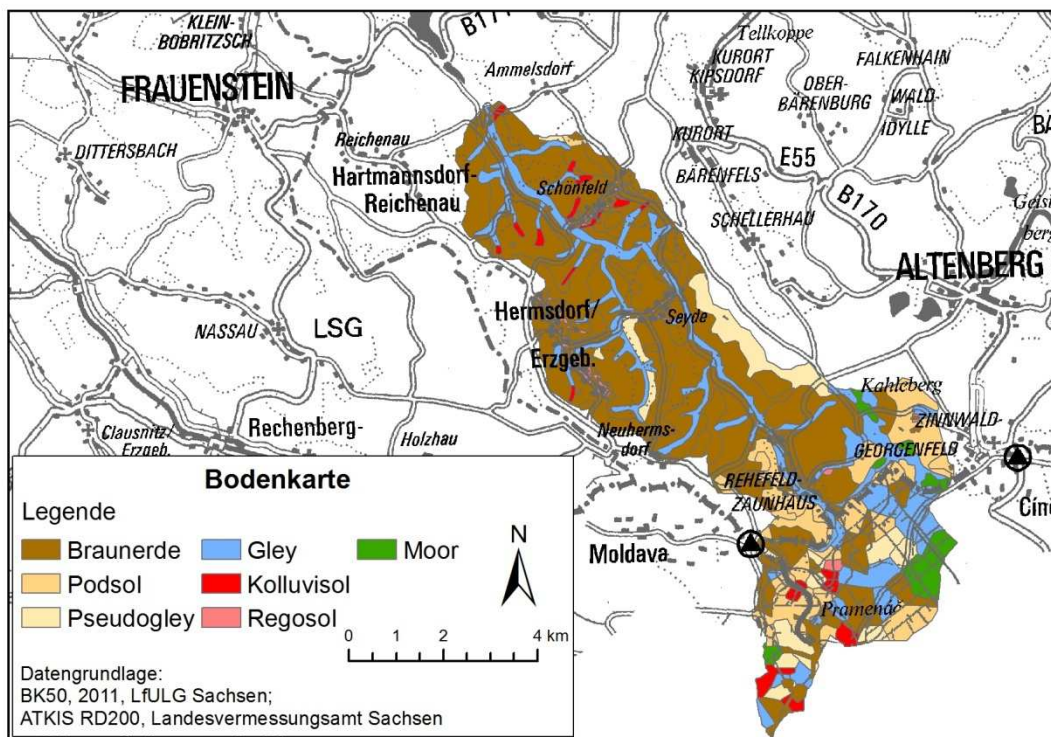 KLEIN-
BOBRITZSCH
B171
Tellkoppe
KURORT
KIPSDORF
FALKENHAIN
Ammelsdorf
OBER-
BÄRENBURG
WALD-
IDYLLE
FRAUENSTEIN
DITTERSBACH
Reichenau
KURORT
BÄRENFELS
E55
Hartmannsdorf-
Reichenau
Schönfeld
SCHELLERHAU
B170
ALTENBERG
Hermsdorf/
Erzgeb.
Seyde
NASSAU
LSG
Kahleberg
ZINNWALD-
GEORGENFELD
Clausnitz/
Erzgeb.
Rechenberg-
Holzhau
Neuherms-
dorf
REHEFELD-
ZAUNHAUS
Moldava
Pramenáč
Bodenkarte
Legende
Braunerde
Gley
Moor
Podsol
Kolluvisol
Pseudogley
Regosol
N
0 1 2 4 km
Datengrundlage:
BK50, 2011, LfULG Sachsen;
ATKIS RD200, Landesvermessungsamt Sachsen